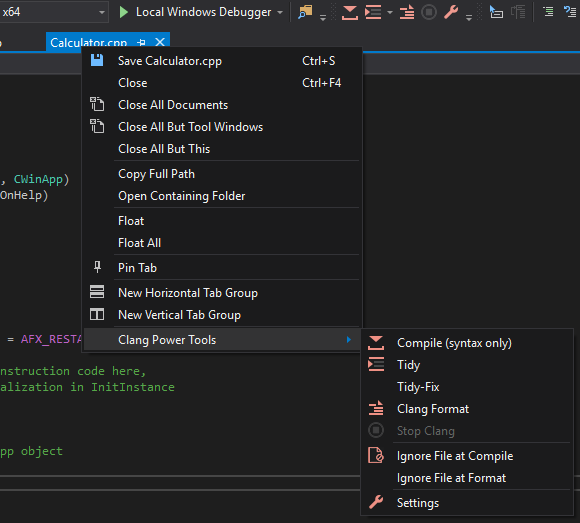 x64 Local Windows Debugger
Calculator.cpp
Save Calculator.cpp Ctrl+S
Close Ctrl+F4
Close All Documents
Close All But Tool Windows
Close All But This
Copy Full Path
, CWinApp)
OnHelp)
Open Containing Folder
Float
Float All
Pin Tab
New Horizontal Tab Group
New Vertical Tab Group
= AFX_RESTA
Clang Power Tools
Compile (syntax only)
nstruction code here,
Tidy
alization in InitInstance
Tidy-Fix
Clang Format
Stop Clang
pp object
Ignore File at Compile
Ignore File at Format
Settings